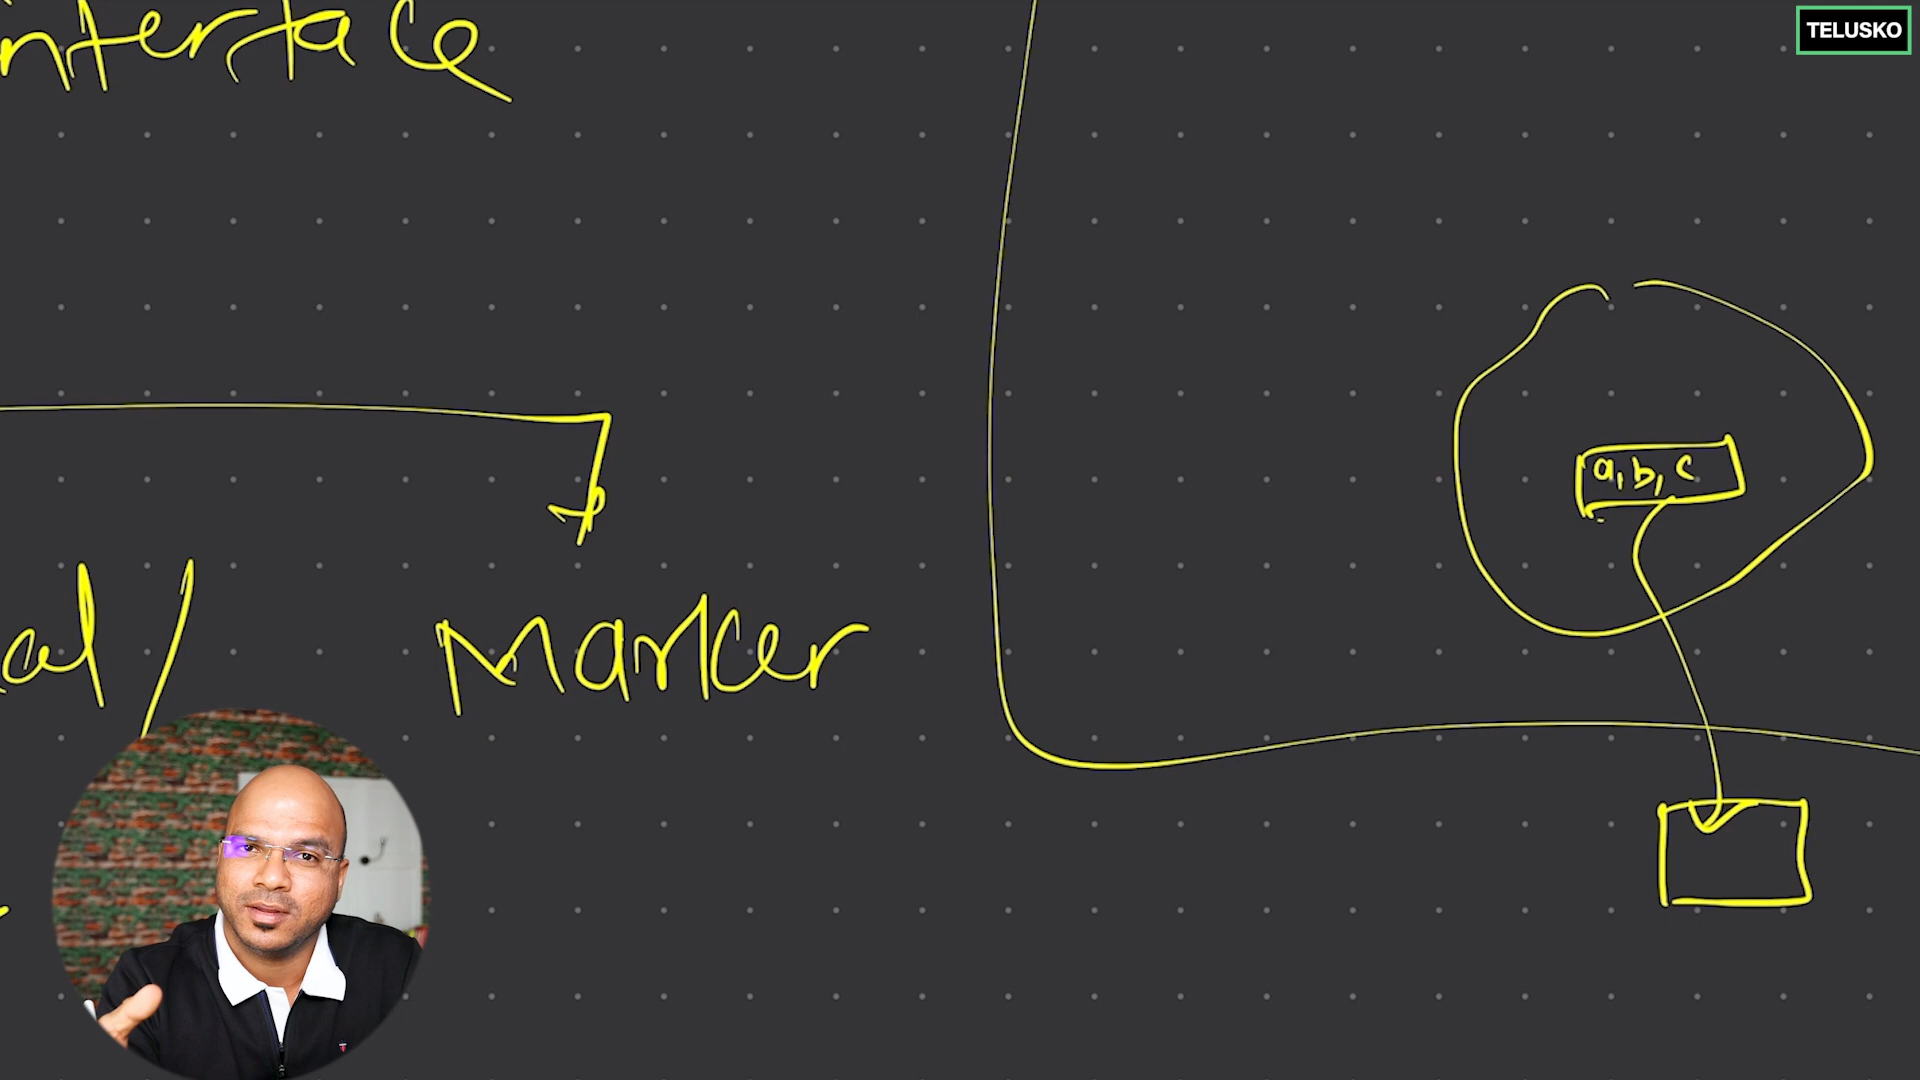 TELUSKO
nterface
a, b, c
al/ Marker